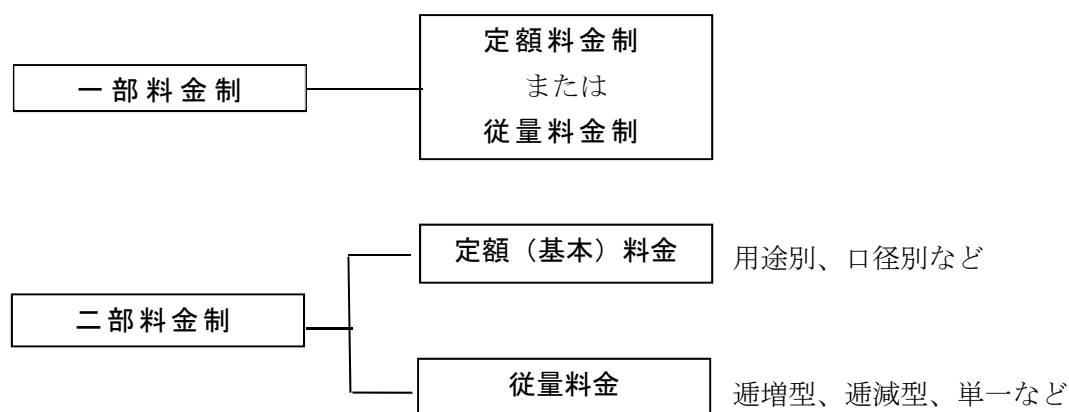 定額料金制
一部料金制
または
従量料金制
定額（基本）料金
用途別、口径別など
二部料金制
従量料金
逓増型、逓減型、単一など